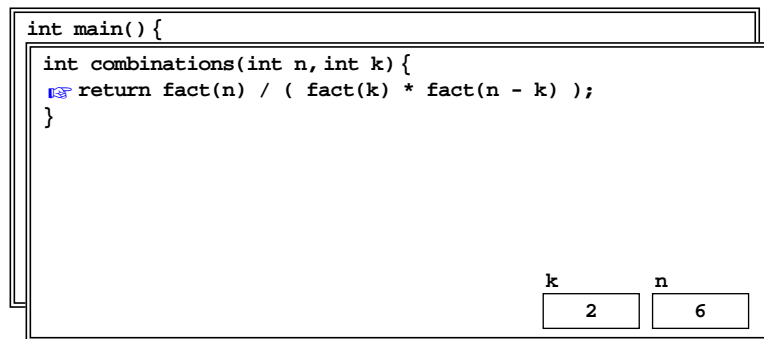 int main(){
int combinations(int n,int k){
☞ return fact(n) / ( fact(k) * fact(n - k) );
}
k n
2 6